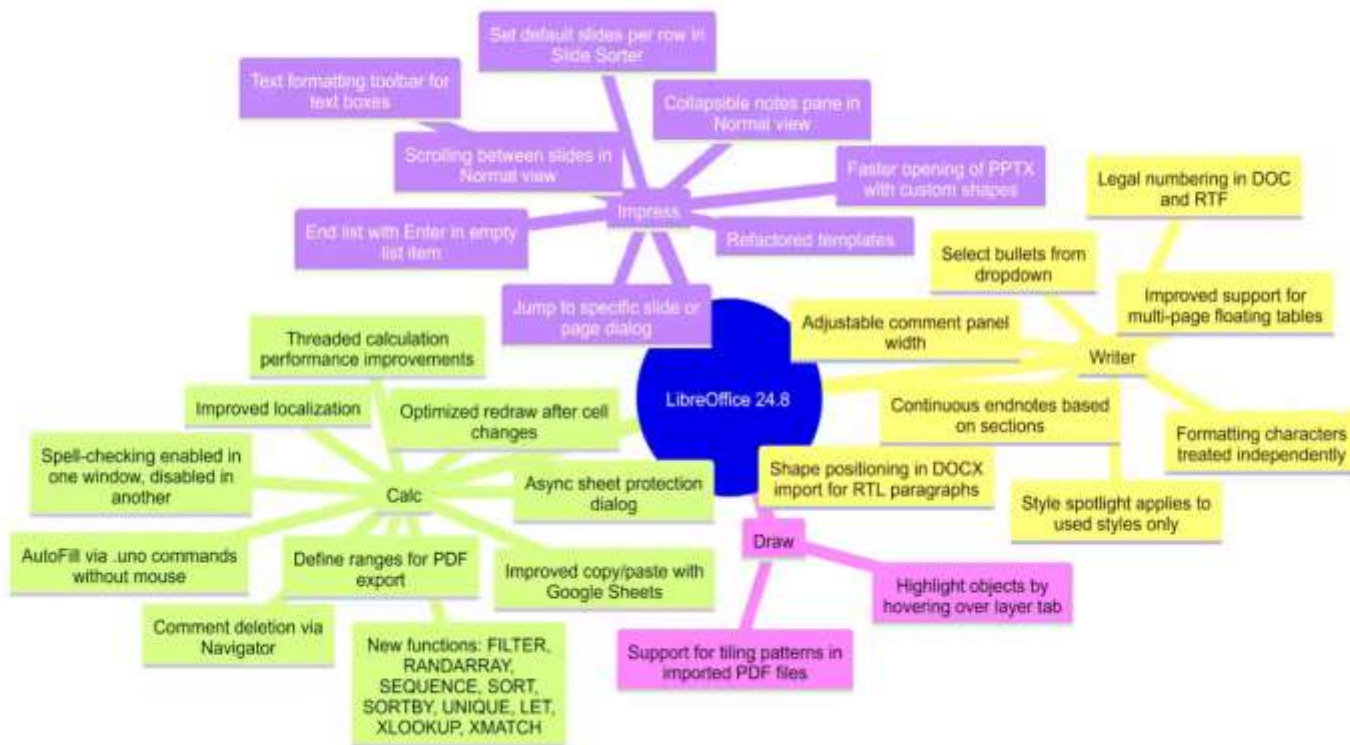 Set default slides per row in
Slide Sorter
Text formatting toolbar for
text boxes
Collapsible notes pane in
Normal view
Scrolling between slides in
Normal view
Faster opening of PPTX
with custom shapes
Impress
End list with Enter in empty
list item
Refactored templates
Jump to specific slide or
page dialog
Legal numbering in DOC
and RTF
Select bullets from
dropdown
Improved support for
multi-page floating tables
Adjustable comment panel
width
Writer
LibreOffice 24.8
Continuous endnotes based
on sections
Formatting characters
treated independently
Shape positioning in DOCX
import for RTL paragraphs
Style spotlight applies to
used styles only
Threaded calculation
performance improvements
Improved localization
Optimized redraw after cell
changes
Spell-checking enabled in
one window, disabled in
another
Calc
Async sheet protection
dialog
AutoFill via .uno commands
without mouse
Define ranges for PDF
export
Improved copy/paste with
Google Sheets
Comment deletion via
Navigator
New functions: FILTER,
RANDARRAY,
SEQUENCE, SORT,
SORTBY, UNIQUE, LET,
XLOOKUP, XMATCH
Draw
Highlight objects by
hovering over layer tab
Support for tiling patterns in
imported PDF files